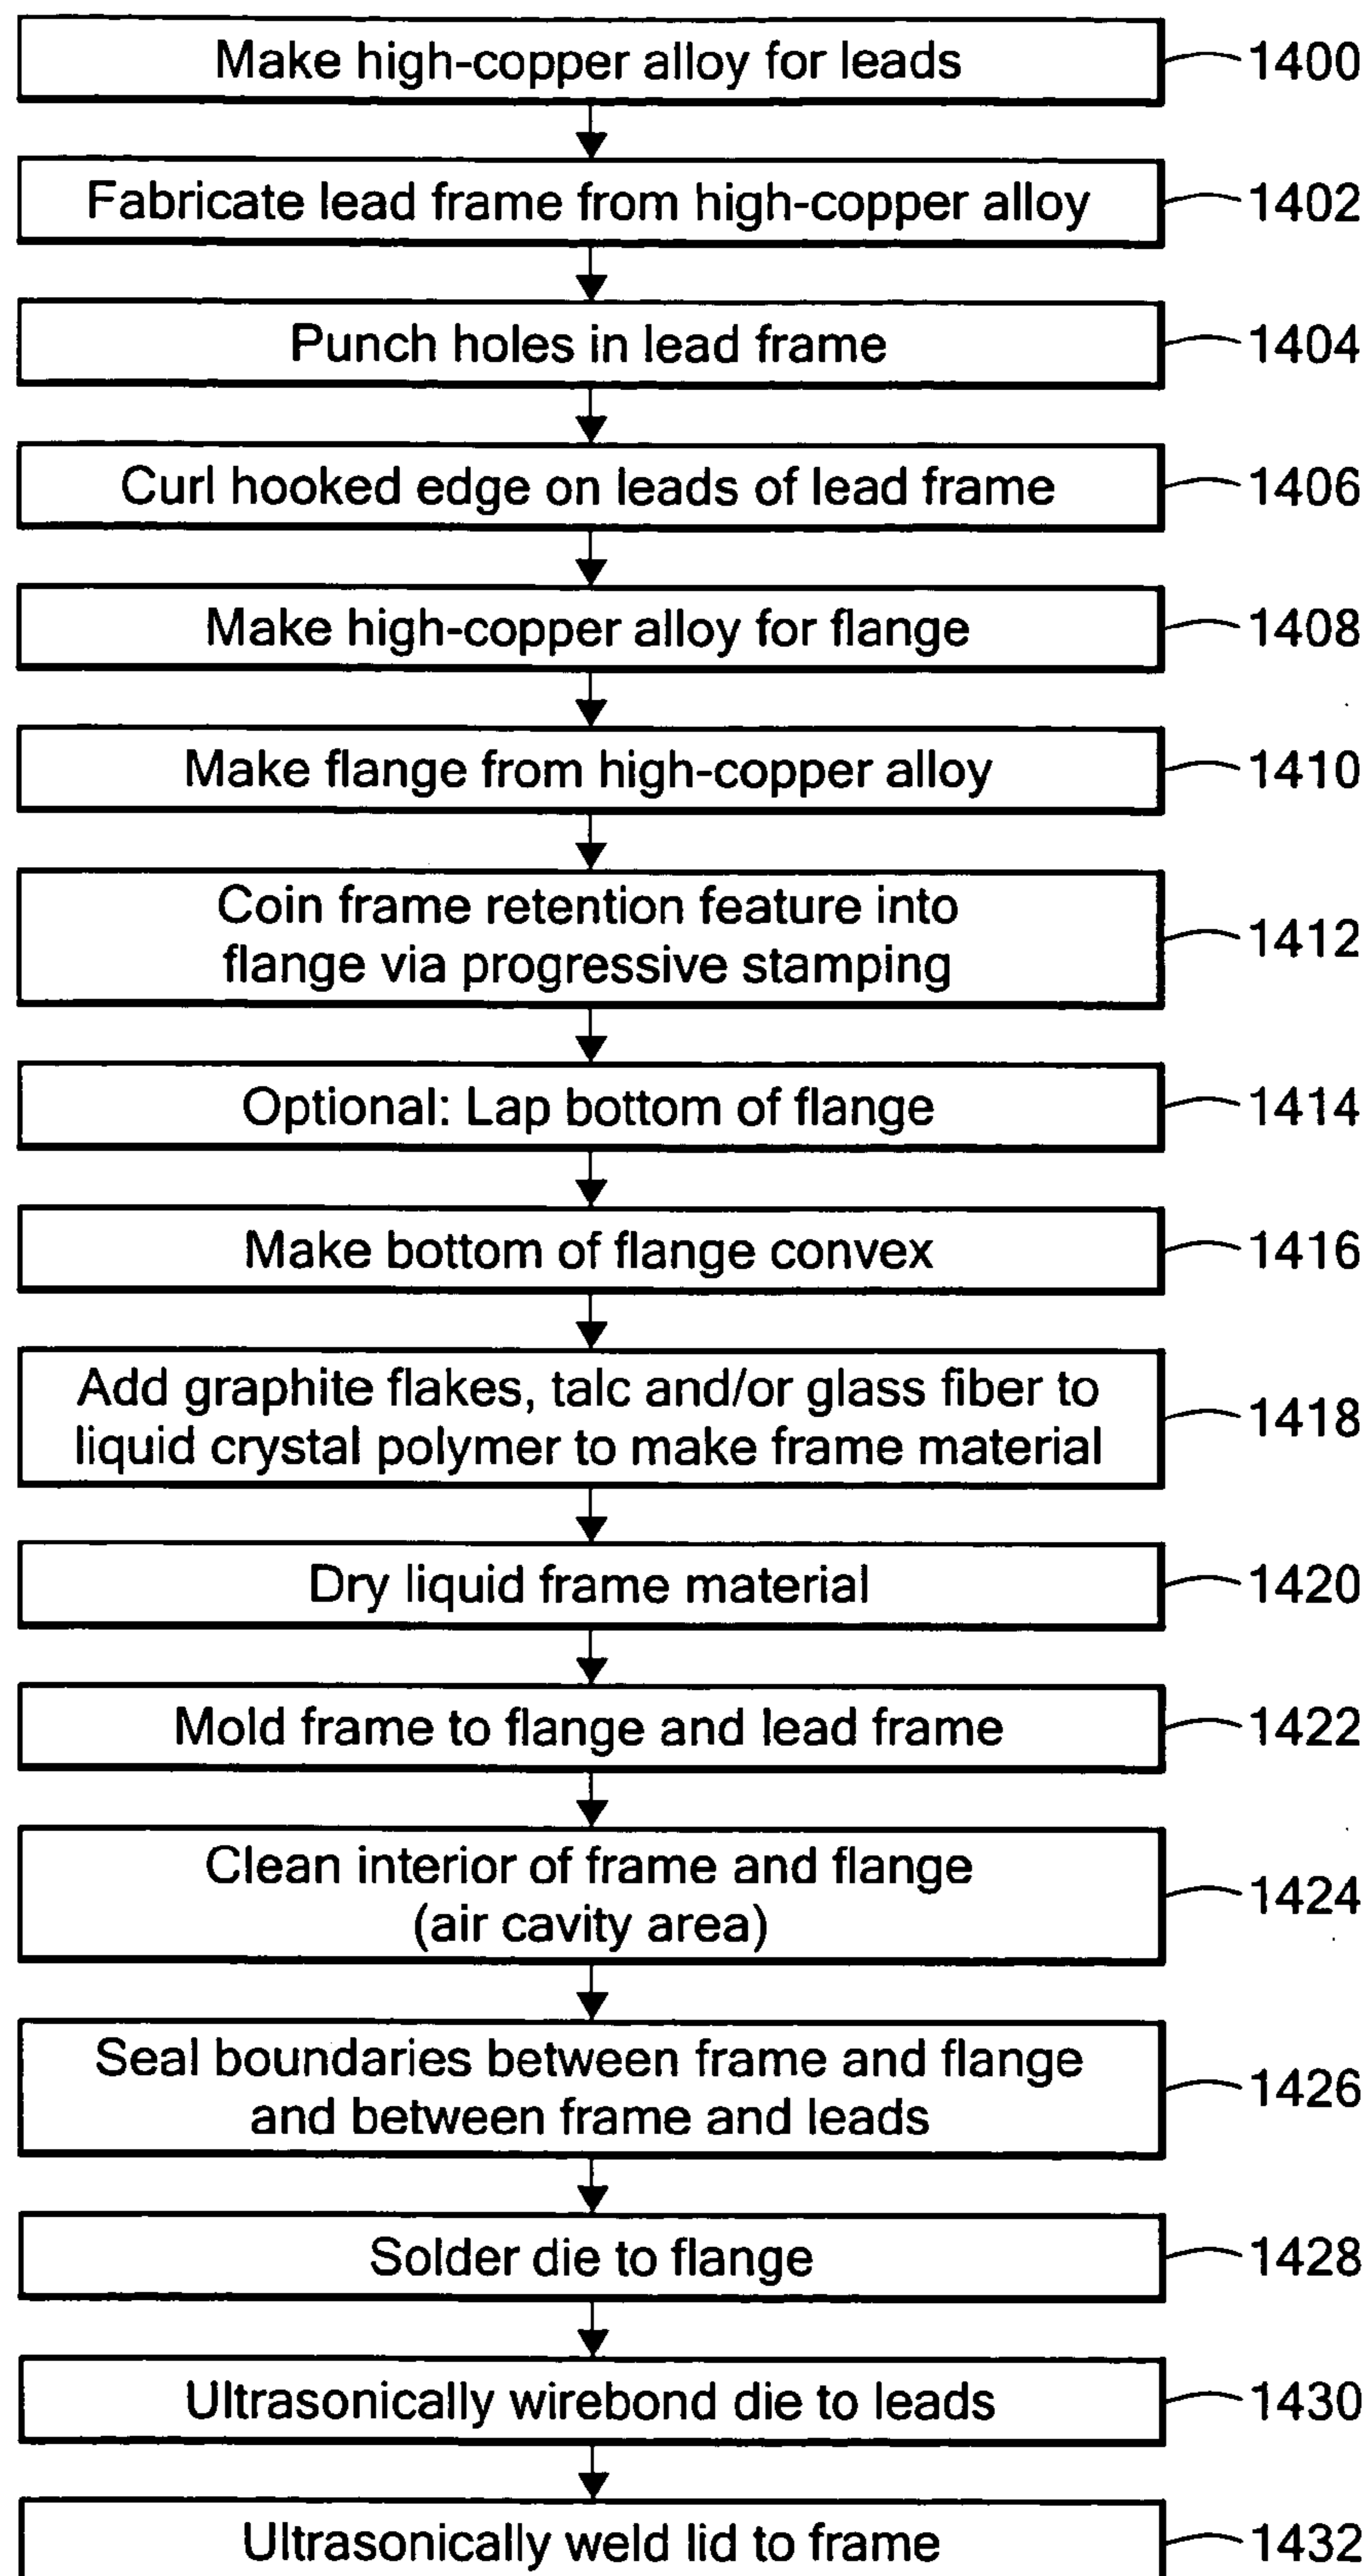 Make high-copper alloy for leads 1400
Fabricate lead frame from high-copper alloy 1402
Punch holes in lead frame 1404
Curl hooked edge on leads of lead frame 1406
Make high-copper alloy for flange 1408
Make flange from high-copper alloy 1410
Coin frame retention feature into
flange via progressive stamping 1412
Optional: Lap bottom of flange 1414
Make bottom of flange convex 1416
Add graphite flakes, talc and/or glass fiber to
liquid crystal polymer to make frame material 1418
Dry liquid frame material 1420
Mold frame to flange and lead frame 1422
Clean interior of frame and flange
(air cavity area) 1424
Seal boundaries between frame and flange
and between frame and leads 1426
Solder die to flange 1428
Ultrasonically wirebond die to leads 1430
Ultrasonically weld lid to frame 1432